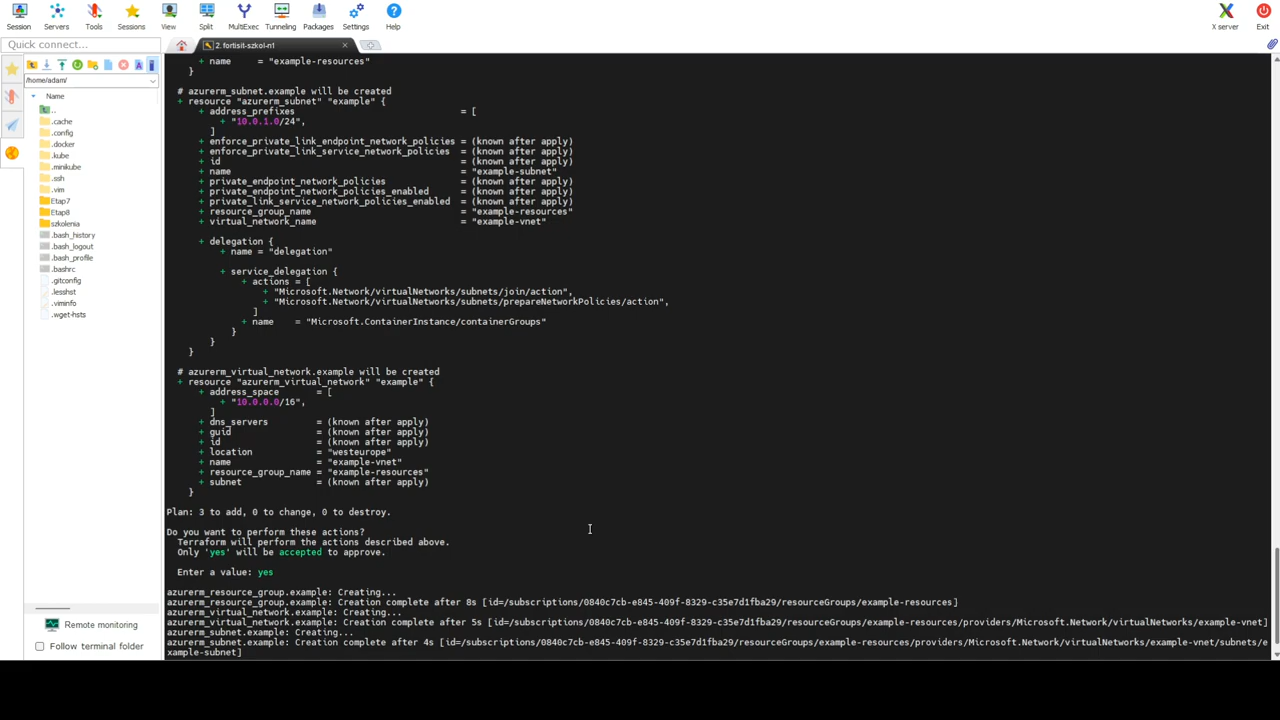 Session Servers Tools Sessions View Split MultiExec Tunneling Packages Settings Help X server Exit
Quick connect...
2. fortisit-szkol-n1
/home/adam/
Name
..
.cache
.config
.docker
.kube
.minikube
.ssh
.vim
Etap7
Etap8
szkolenia
.bash_history
.bash_logout
.bash_profile
.bashrc
.gitconfig
.lesshst
.viminfo
.wget-hsts
Remote monitoring
Follow terminal folder
+ name = "example-resources"
}
# azurerm_subnet.example will be created
+ resource "azurerm_subnet" "example" {
+ address_prefixes = [
+ "10.0.1.0/24",
]
+ enforce_private_link_endpoint_network_policies = (known after apply)
+ enforce_private_link_service_network_policies = (known after apply)
+ id = (known after apply)
+ name = "example-subnet"
+ private_endpoint_network_policies = (known after apply)
+ private_endpoint_network_policies_enabled = (known after apply)
+ private_link_service_network_policies_enabled = (known after apply)
+ resource_group_name = "example-resources"
+ virtual_network_name = "example-vnet"
+ delegation {
+ name = "delegation"
+ service_delegation {
+ actions = [
+ "Microsoft.Network/virtualNetworks/subnets/join/action",
+ "Microsoft.Network/virtualNetworks/subnets/prepareNetworkPolicies/action",
]
+ name = "Microsoft.ContainerInstance/containerGroups"
}
}
}
# azurerm_virtual_network.example will be created
+ resource "azurerm_virtual_network" "example" {
+ address_space = [
+ "10.0.0.0/16",
]
+ dns_servers = (known after apply)
+ guid = (known after apply)
+ id = (known after apply)
+ location = "westeurope"
+ name = "example-vnet"
+ resource_group_name = "example-resources"
+ subnet = (known after apply)
}
Plan: 3 to add, 0 to change, 0 to destroy.
Do you want to perform these actions?
Terraform will perform the actions described above.
Only 'yes' will be accepted to approve.
Enter a value: yes
azurerm_resource_group.example: Creating...
azurerm_resource_group.example: Creation complete after 8s [id=/subscriptions/0840c7cb-e845-409f-8329-c35e7d1fba29/resourceGroups/example-resources]
azurerm_virtual_network.example: Creating...
azurerm_virtual_network.example: Creation complete after 5s [id=/subscriptions/0840c7cb-e845-409f-8329-c35e7d1fba29/resourceGroups/example-resources/providers/Microsoft.Network/virtualNetworks/example-vnet]
azurerm_subnet.example: Creating...
azurerm_subnet.example: Creation complete after 4s [id=/subscriptions/0840c7cb-e845-409f-8329-c35e7d1fba29/resourceGroups/example-resources/providers/Microsoft.Network/virtualNetworks/example-vnet/subnets/e
xample-subnet]